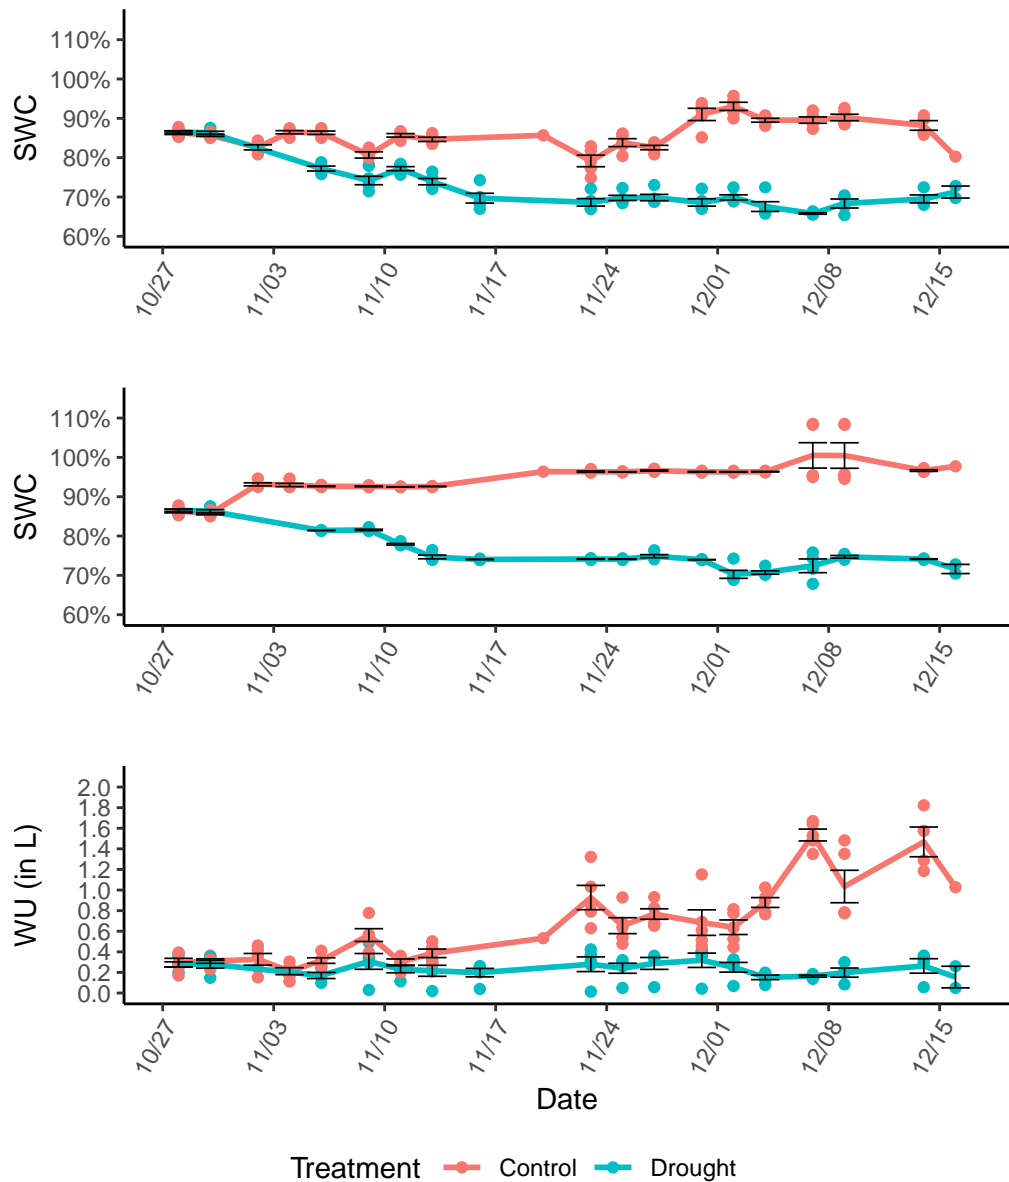 SWC
110%
100%
90%
80%
70%
60%
10/27 11/03 11/10 11/17 11/24 12/01 12/08 12/15
SWC
110%
100%
90%
80%
70%
60%
10/27 11/03 11/10 11/17 11/24 12/01 12/08 12/15
WU (in L)
2.0
1.8
1.6
1.4
1.2
1.0
0.8
0.6
0.4
0.2
0.0
10/27 11/03 11/10 11/17 11/24 12/01 12/08 12/15
Date
Treatment Control Drought